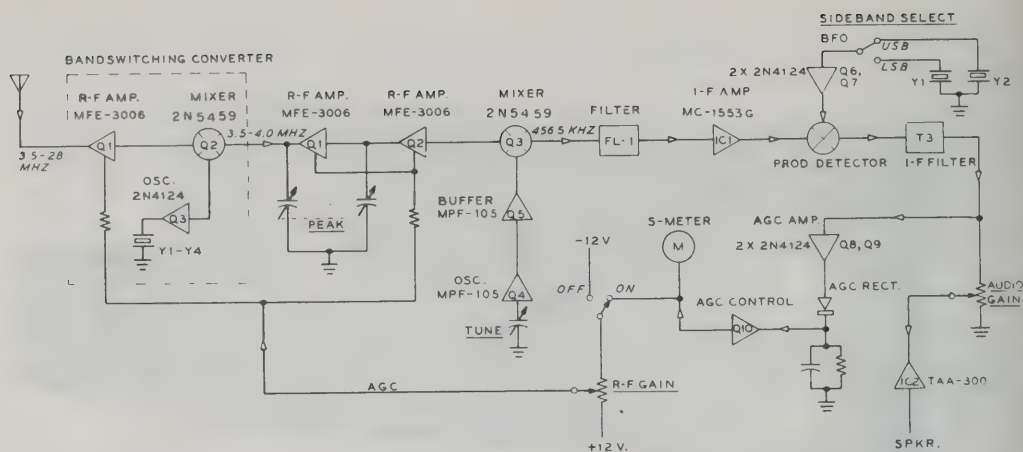 SIDEBAND SELECT
BFO
USB
LSB
Y1
Y2
2 X 2N4124
Q6,
Q7
BANDSWITCHING CONVERTER
R-F AMP.
MFE-3006
MIXER
2N5459
Q1
Q2
3.5-28
MHZ
OSC.
2N4124
Q3
Y1-Y4
3.5-4.0 MHZ
R-F AMP.
MFE-3006
Q1
R-F AMP.
MFE-3006
Q2
PEAK
MIXER
2N5459
Q3
456.5 KHZ
FILTER
FL-1
I-F AMP
MC-1553G
IC1
PROD DETECTOR
T3
I-F FILTER
BUFFER
MPF-105
Q5
OSC.
MPF-105
Q4
TUNE
S-METER
M
-12 V
OFF
ON
AGC AMP.
2 X 2N4124
Q8, Q9
AGC RECT.
AGC CONTROL
Q10
AUDIO
GAIN
AGC
R-F GAIN
+12 V.
IC2
TAA-300
SPKR.